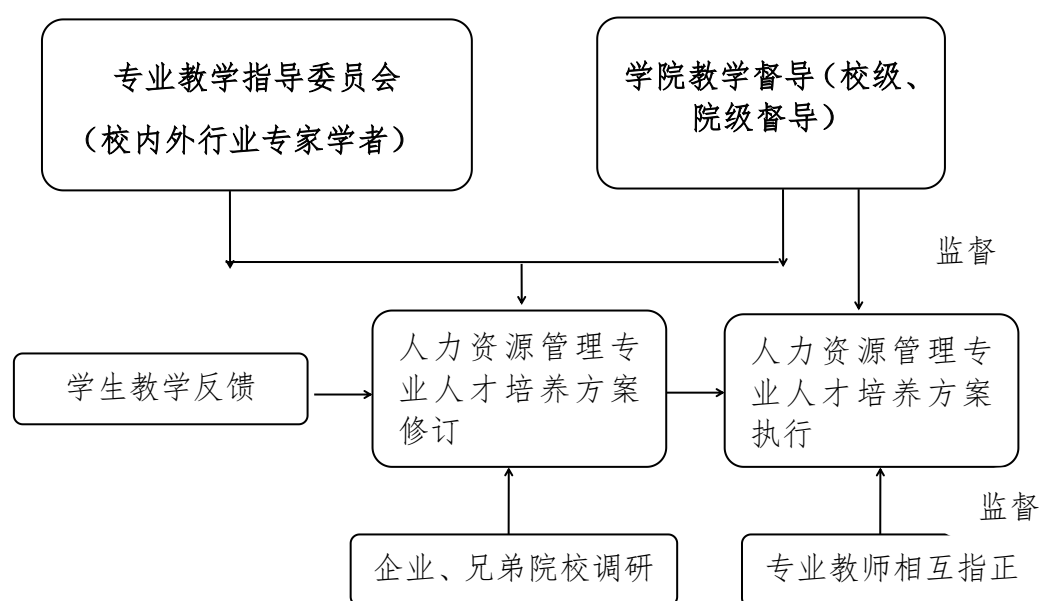 专业教学指导委员会
（校内外行业专家学者）
学院教学督导（校级、
院级督导）
监督
学生教学反馈
人力资源管理专
业人才培养方案
修订
人力资源管理专
业人才培养方案
执行
监督
企业、兄弟院校调研
专业教师相互指正